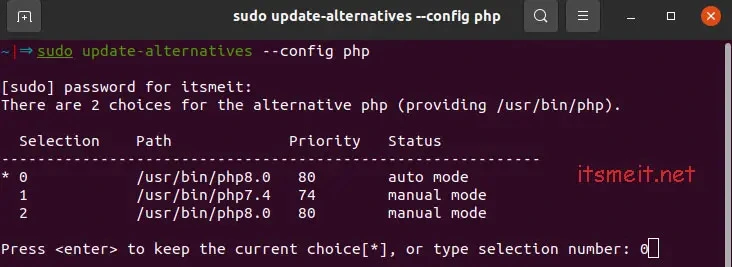 sudo update-alternatives --config php
~|⇒sudo update-alternatives --config php
[sudo] password for itsmeit:
There are 2 choices for the alternative php (providing /usr/bin/php).
Selection    Path             Priority   Status
------------------------------------------------------------
* 0            /usr/bin/php8.0   80        auto mode
  1            /usr/bin/php7.4   74        manual mode
  2            /usr/bin/php8.0   80        manual mode
itsmeit.net
Press <enter> to keep the current choice[*], or type selection number: 0